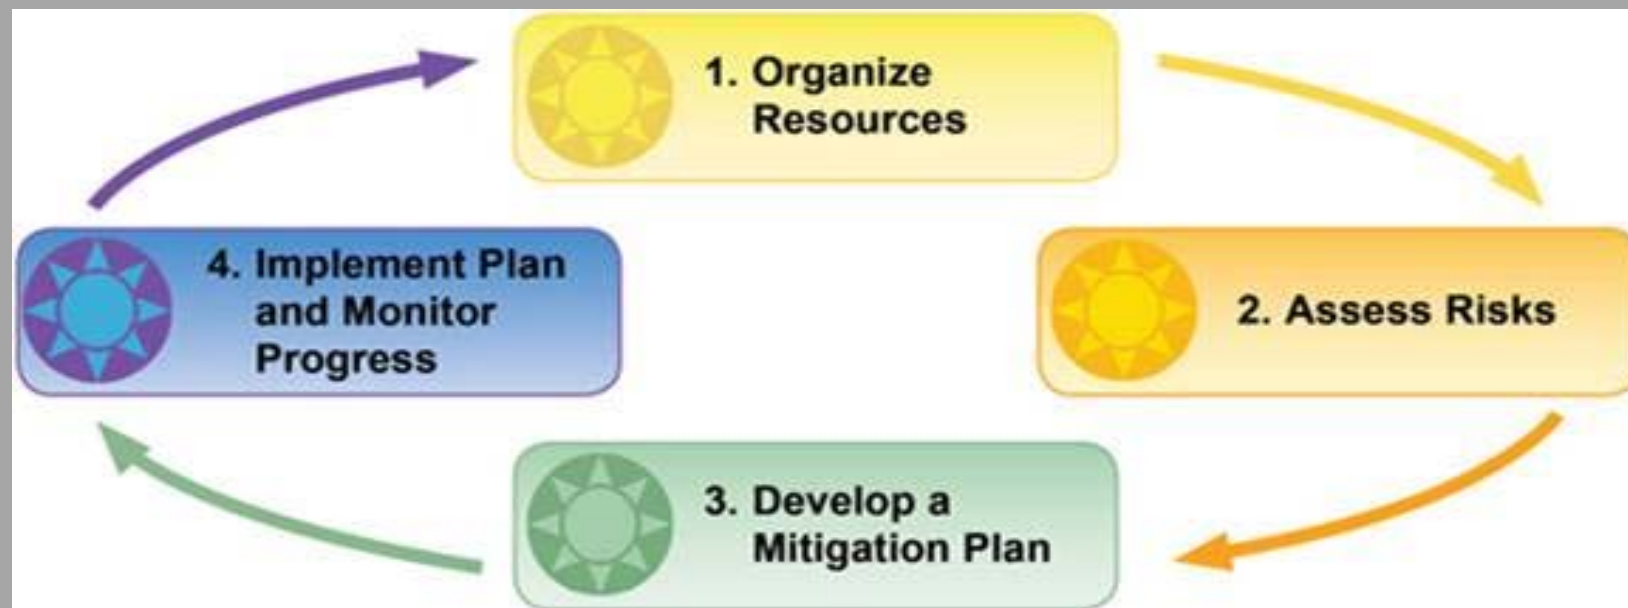 1. Organize
Resources
2. Assess Risks
3. Develop a
Mitigation Plan
4. Implement Plan
and Monitor
Progress